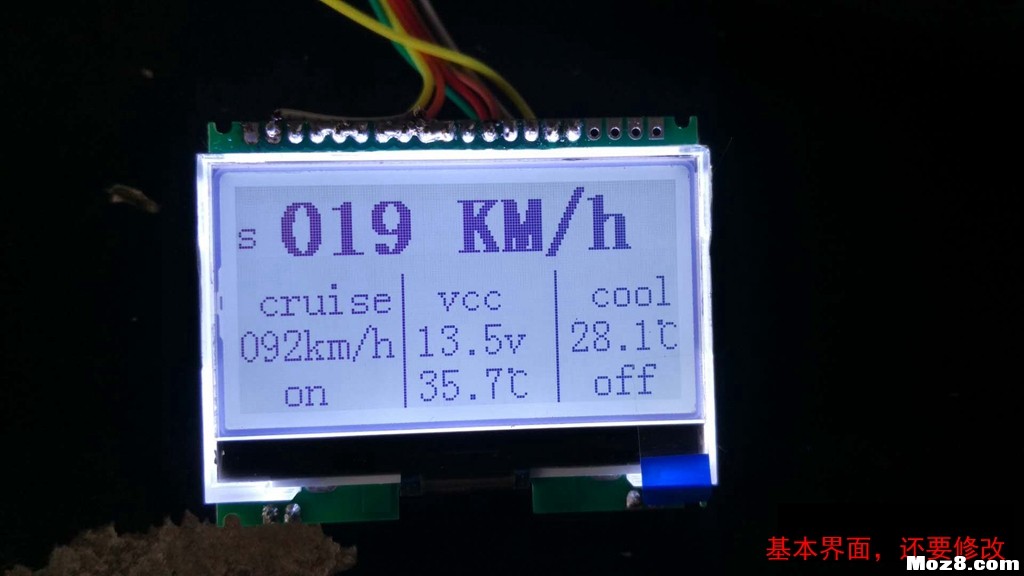 s 019 KM/h
cruise vcc cool
092km/h 13.5v 28.1℃
on 35.7℃ off
基本界面，还要修改
Moz8.com